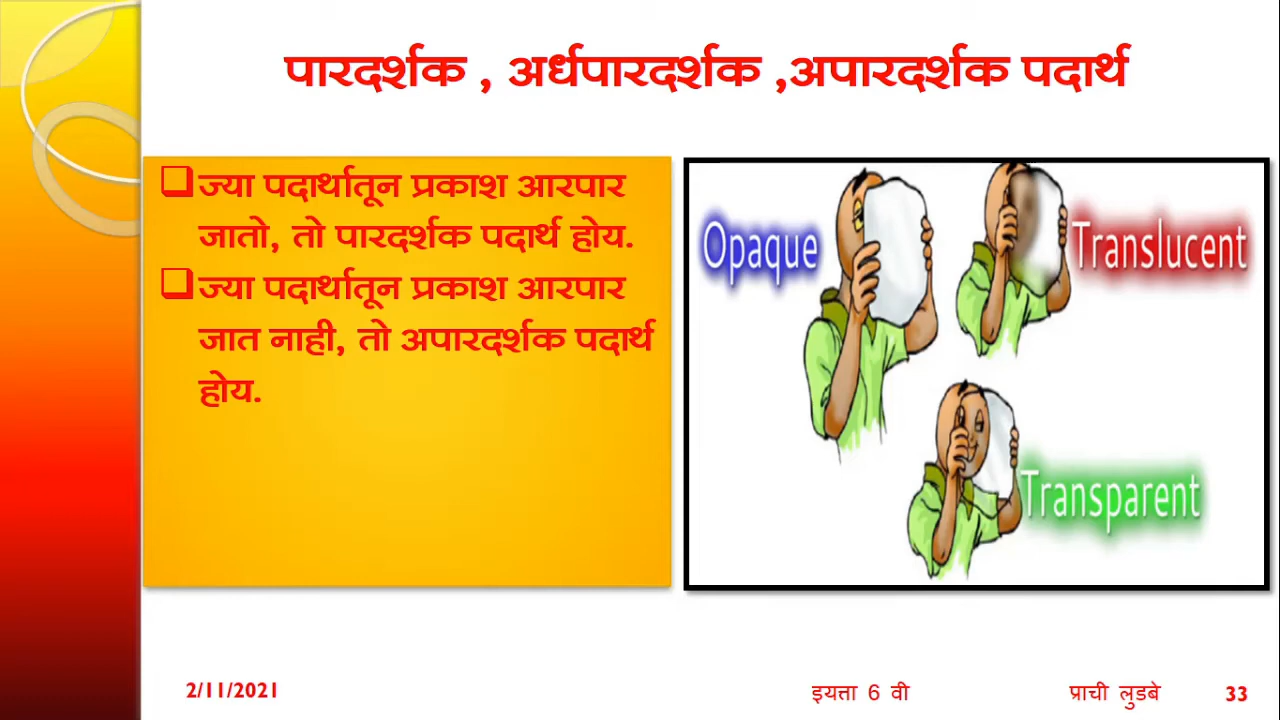 पारदर्शक , अर्धपारदर्शक ,अपारदर्शक पदार्थ
ज्या पदार्थातून प्रकाश आरपार
जातो, तो पारदर्शक पदार्थ होय.
ज्या पदार्थातून प्रकाश आरपार
जात नाही, तो अपारदर्शक पदार्थ
होय.
Opaque
Translucent
Transparent
2/11/2021 इयत्ता 6 वी प्राची लुडबे 33